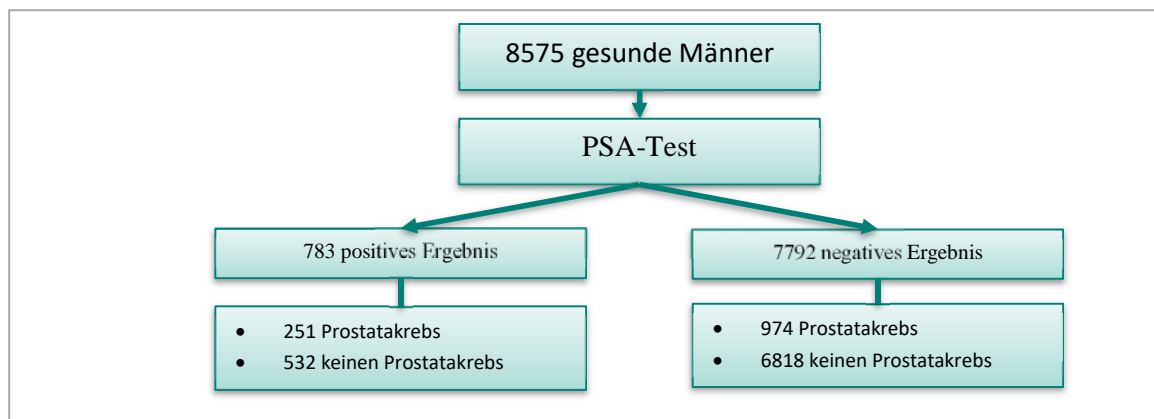 8575 gesunde Männer
PSA-Test
783 positives Ergebnis
7792 negatives Ergebnis
• 251 Prostatakrebs
• 532 keinen Prostatakrebs
• 974 Prostatakrebs
• 6818 keinen Prostatakrebs